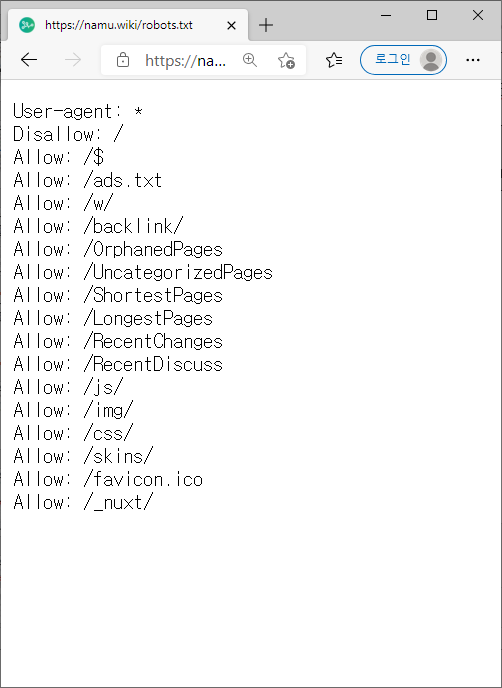 https://namu.wiki/robots.txt
https://na...
로그인
User-agent: *
Disallow: /
Allow: /$
Allow: /ads.txt
Allow: /w/
Allow: /backlink/
Allow: /OrphanedPages
Allow: /UncategorizedPages
Allow: /ShortestPages
Allow: /LongestPages
Allow: /RecentChanges
Allow: /RecentDiscuss
Allow: /js/
Allow: /img/
Allow: /css/
Allow: /skins/
Allow: /favicon.ico
Allow: /_nuxt/